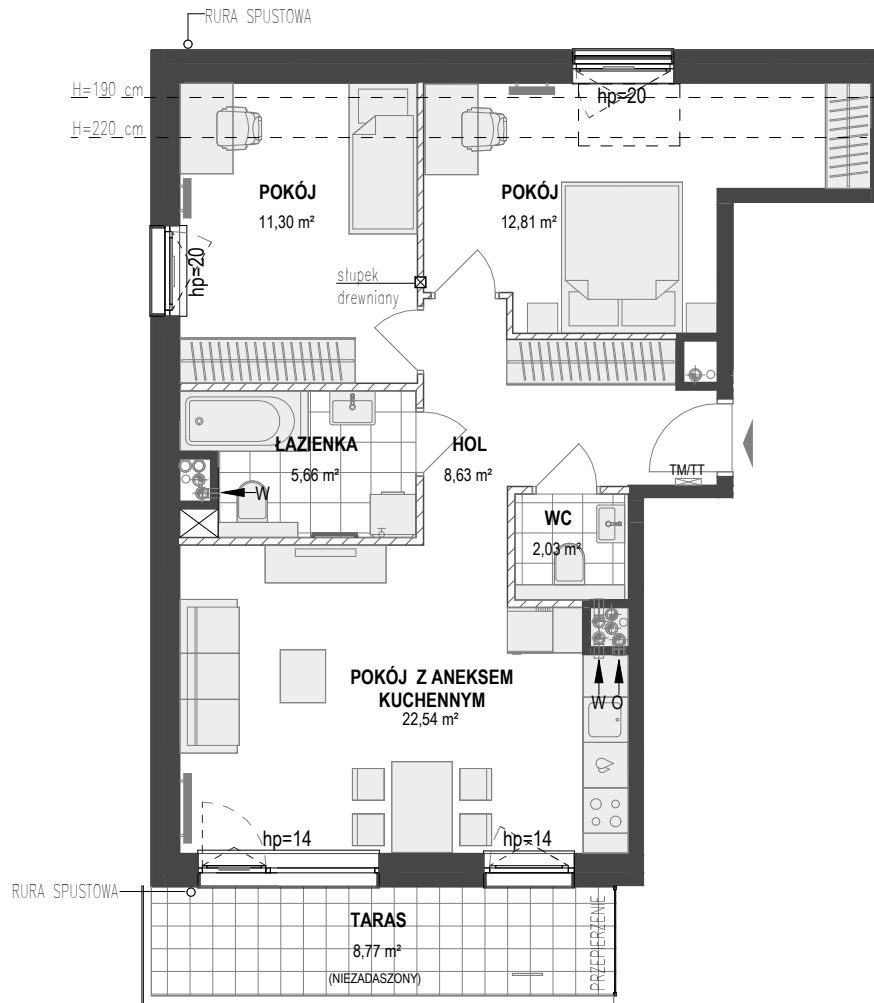 RURA SPUSTOWA
H=190 cm
hp=20
H=220 cm
POKÓJ
11,30 m²
POKÓJ
12,81 m²
hp=20
słupek
drewniany
ŁAZIENKA
5,66 m²
HOL
8,63 m²
TM/TT
W
WC
2,03 m²
POKÓJ Z ANEKSEM
KUCHENNYM
22,54 m²
W O
hp=14
hp=14
RURA SPUSTOWA
TARAS
8,77 m²
(NIEZADASZONY)
PRZEPIERZENIE